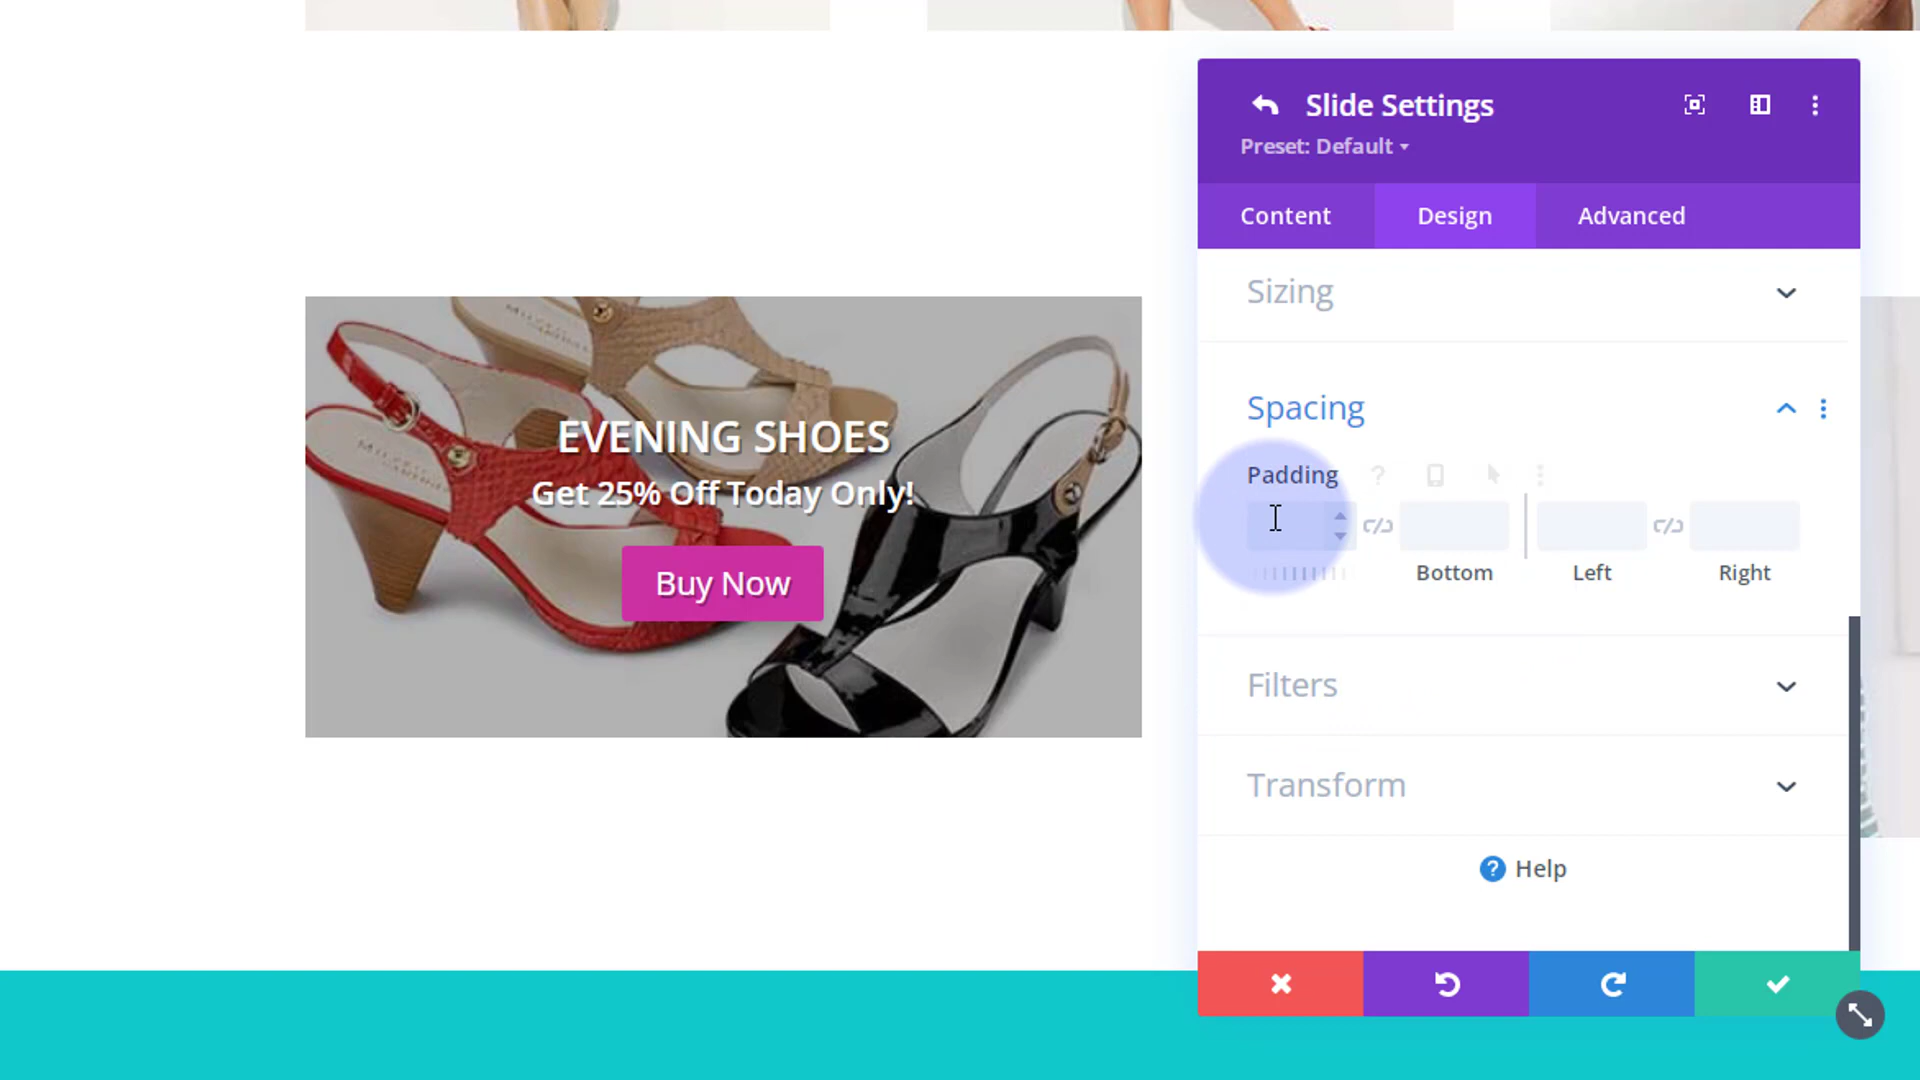 Slide Settings
Preset: Default
Content Design Advanced
Sizing
Spacing
Padding
Bottom Left Right
Filters
Transform
Help
EVENING SHOES
Get 25% Off Today Only!
Buy Now